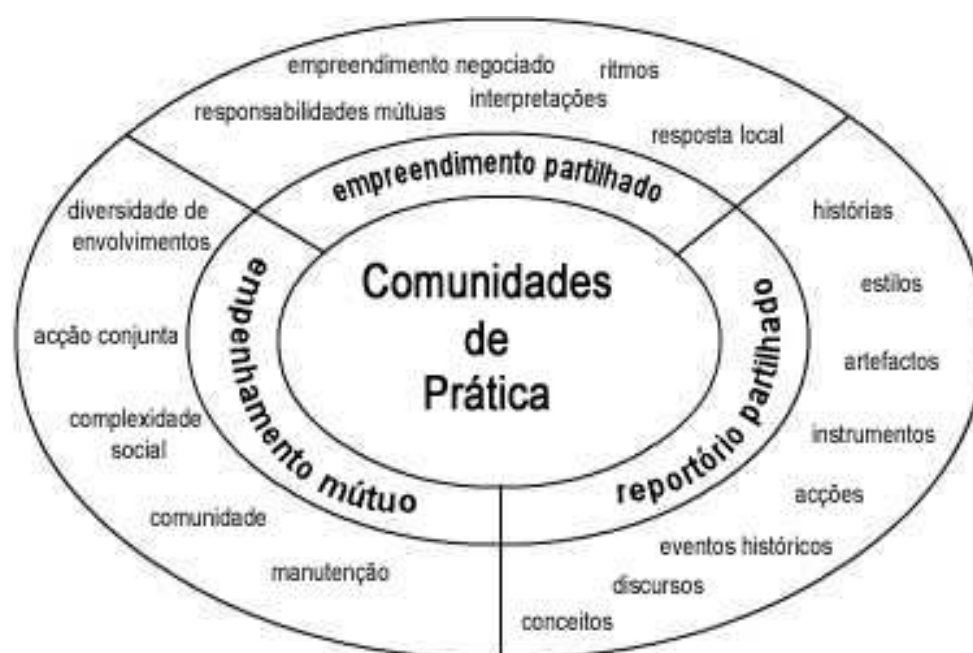 empreendimento negociado
ritmos
responsabilidades mútuas
interpretações
resposta local
empreendimento partilhado
diversidade de
envolvimentos
acção conjunta
complexidade
social
comunidade
manutenção
empenhamento mútuo
Comunidades
de
Prática
reportório partilhado
histórias
estilos
artefactos
instrumentos
acções
eventos históricos
discursos
conceitos